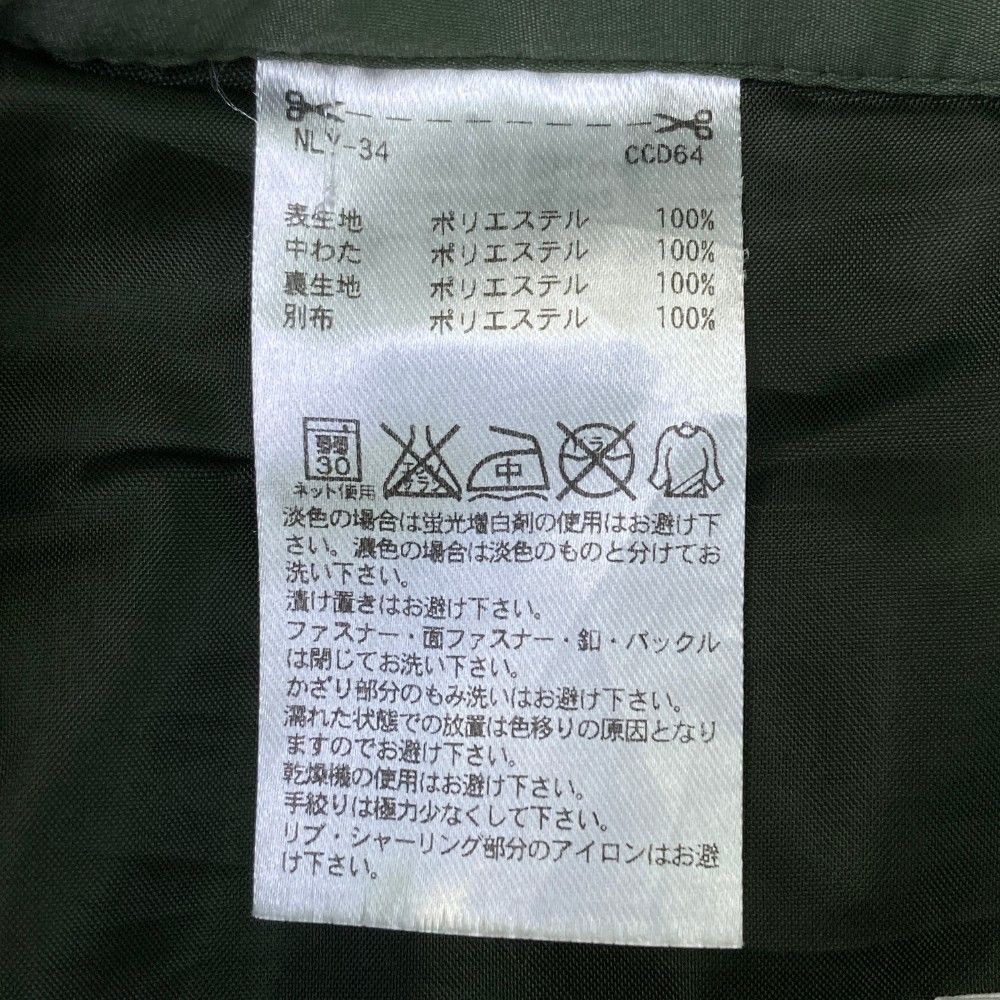 NLY-34 CCD64
表生地 ポリエステル 100%
中わた ポリエステル 100%
裏生地 ポリエステル 100%
別布 ポリエステル 100%
30 中
ネット使用
淡色の場合は蛍光増白剤の使用はお避け下
さい。濃色の場合は淡色のものと分けてお
洗い下さい。
漬け置きはお避け下さい。
ファスナー・面ファスナー・釦・バックル
は閉じてお洗い下さい。
かざり部分のもみ洗いはお避け下さい。
濡れた状態での放置は色移りの原因となり
ますのでお避け下さい。
乾燥機の使用はお避け下さい。
手絞りは極力少なくして下さい。
リブ・シャーリング部分のアイロンはお避
け下さい。